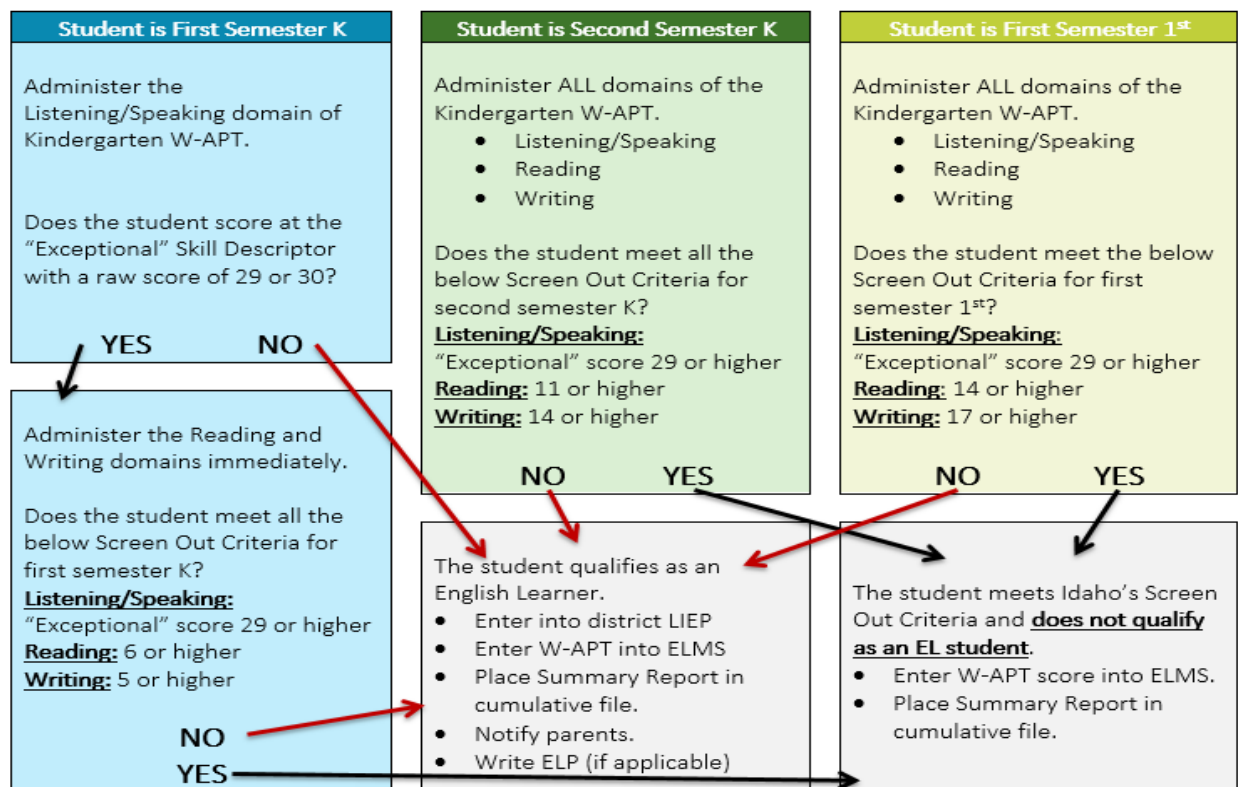 Student is First Semester K
Administer the
Listening/Speaking domain of
Kindergarten W-APT.
Does the student score at the
“Exceptional” Skill Descriptor
with a raw score of 29 or 30?
YES NO
Administer the Reading and
Writing domains immediately.
Does the student meet all the
below Screen Out Criteria for
first semester K?
Listening/Speaking:
“Exceptional” score 29 or higher
Reading: 6 or higher
Writing: 5 or higher
NO
YES
Student is Second Semester K
Administer ALL domains of the
Kindergarten W-APT.
• Listening/Speaking
• Reading
• Writing
Does the student meet all the
below Screen Out Criteria for
second semester K?
Listening/Speaking:
“Exceptional” score 29 or higher
Reading: 11 or higher
Writing: 14 or higher
NO YES
Student is First Semester 1st
Administer ALL domains of the
Kindergarten W-APT.
• Listening/Speaking
• Reading
• Writing
Does the student meet the below
Screen Out Criteria for first
semester 1st?
Listening/Speaking:
“Exceptional” score 29 or higher
Reading: 14 or higher
Writing: 17 or higher
NO YES
The student qualifies as an
English Learner.
• Enter into district LIEP
• Enter W-APT into ELMS
• Place Summary Report in
cumulative file.
• Notify parents.
• Write ELP (if applicable)
The student meets Idaho’s Screen
Out Criteria and does not qualify
as an EL student.
• Enter W-APT score into ELMS.
• Place Summary Report in
cumulative file.